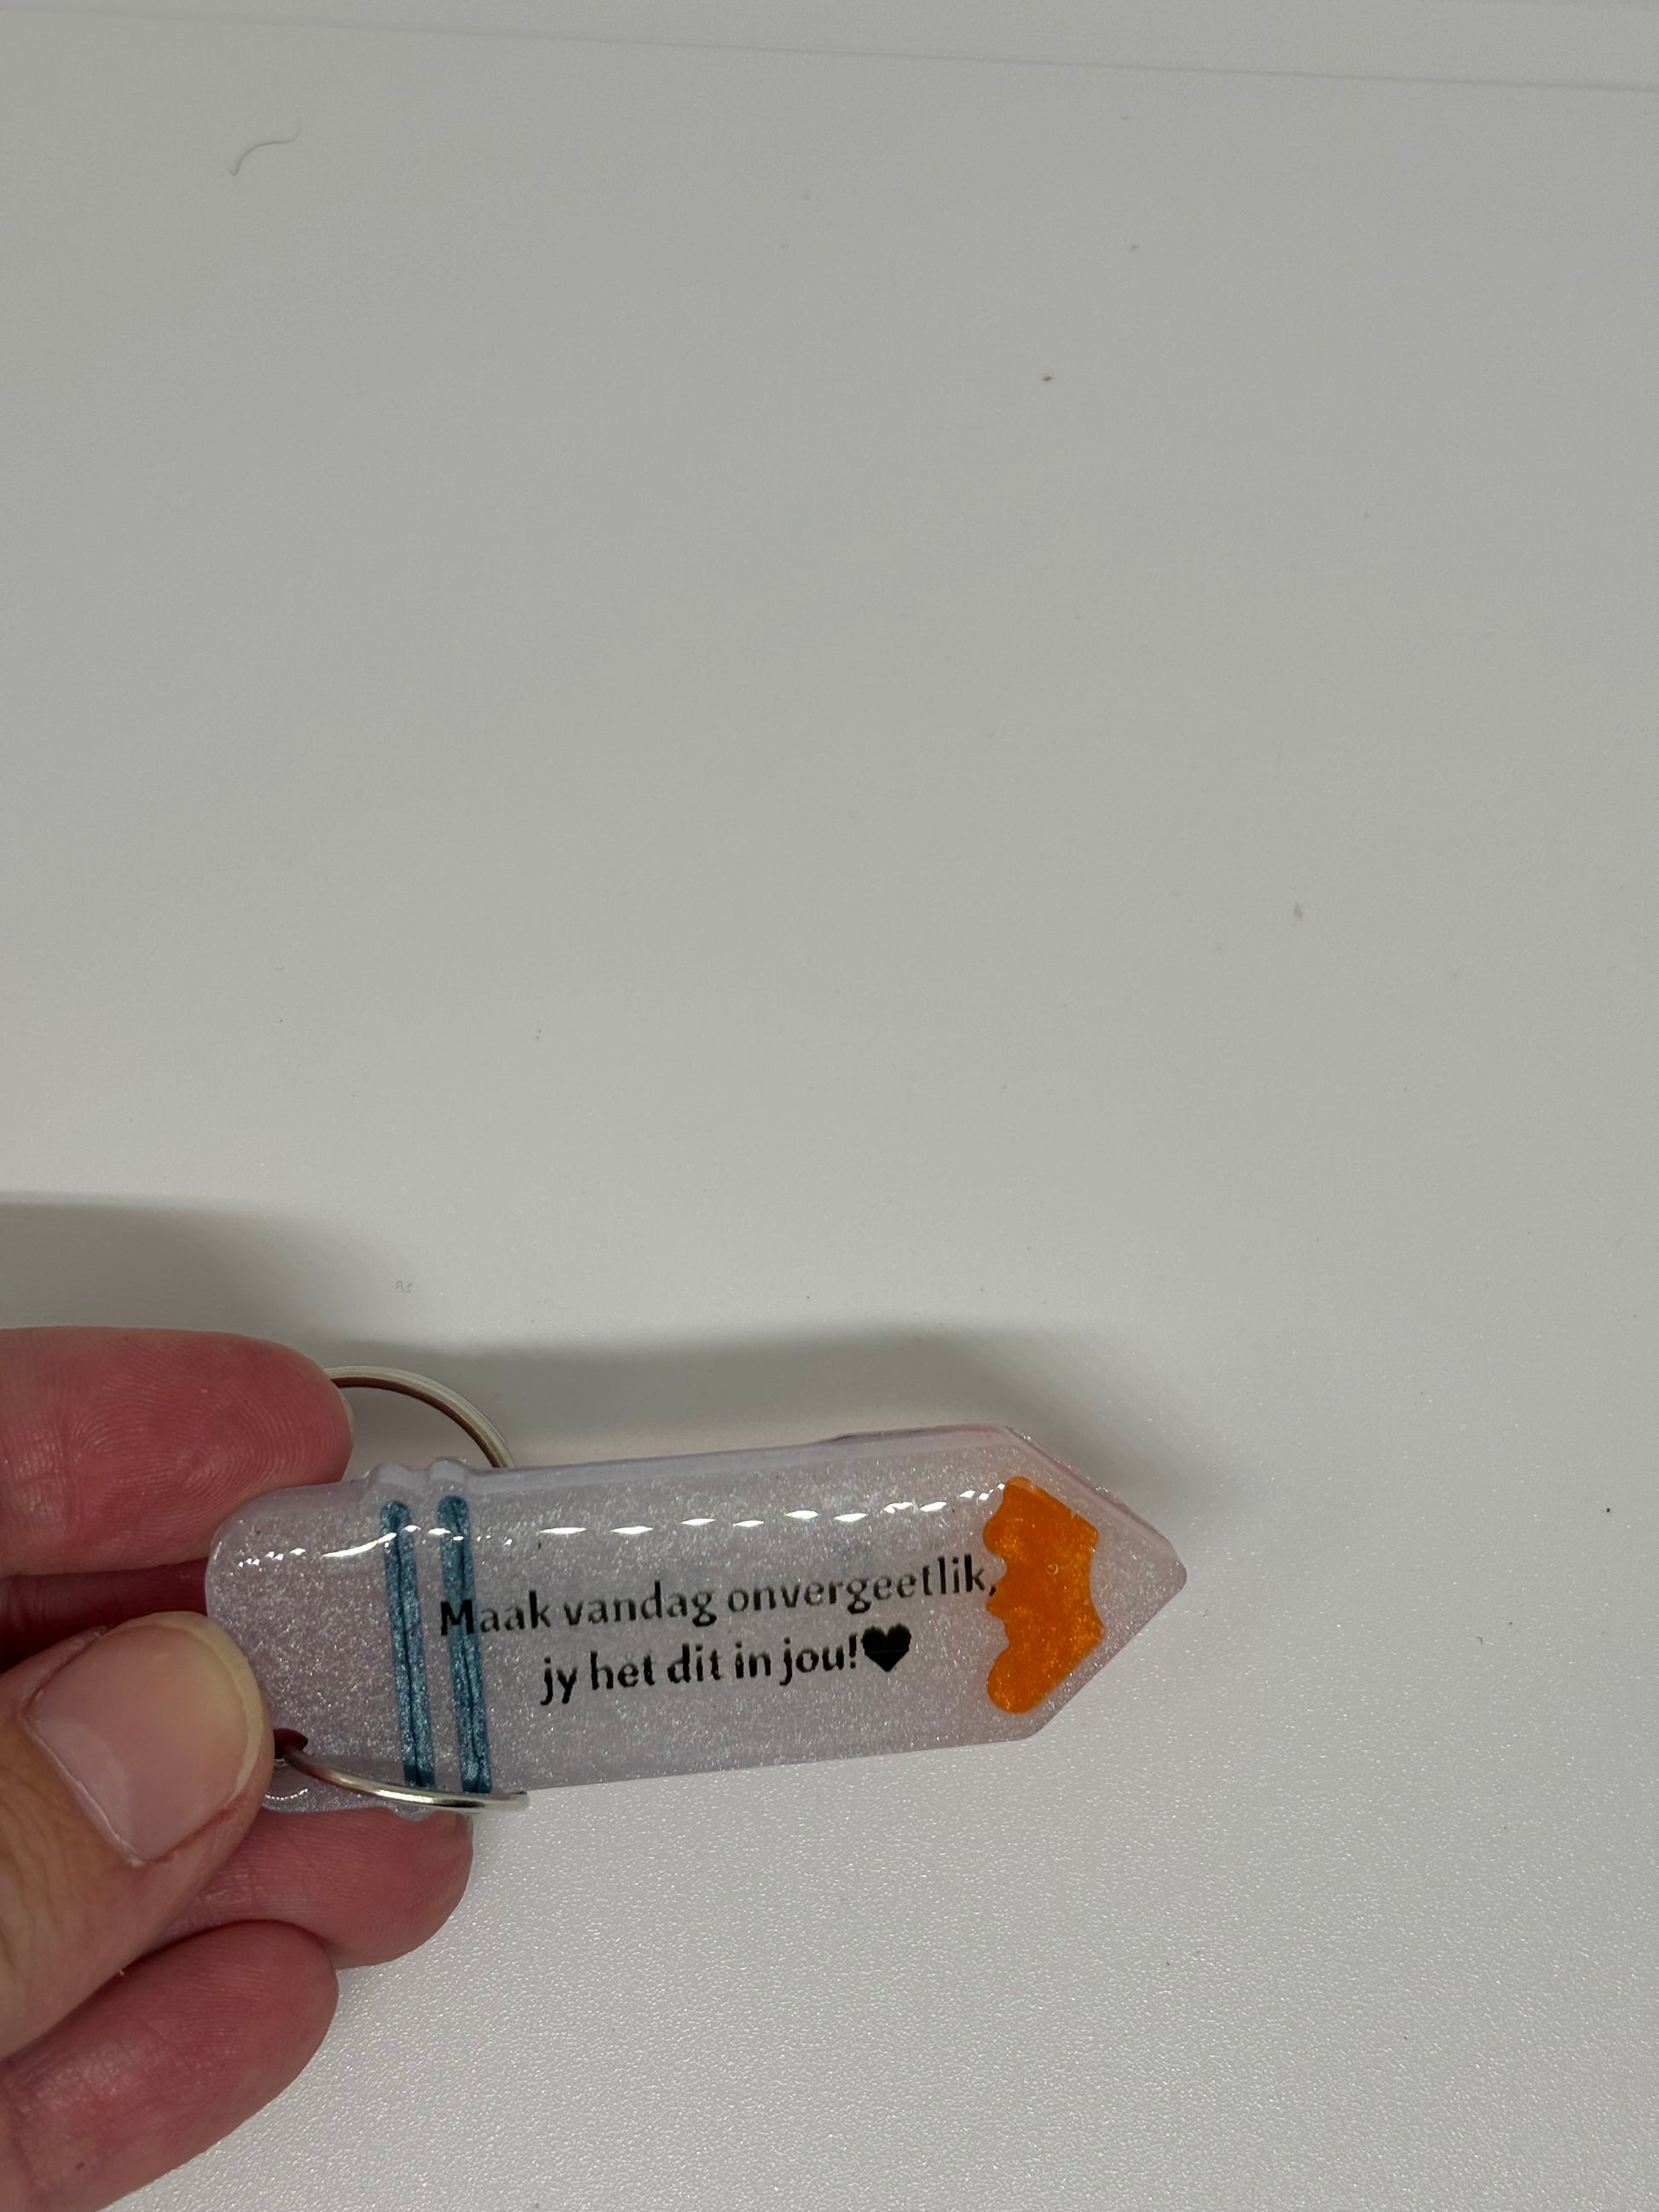 Maak vandag onvergeetlik,
jy het dit in jou!♥